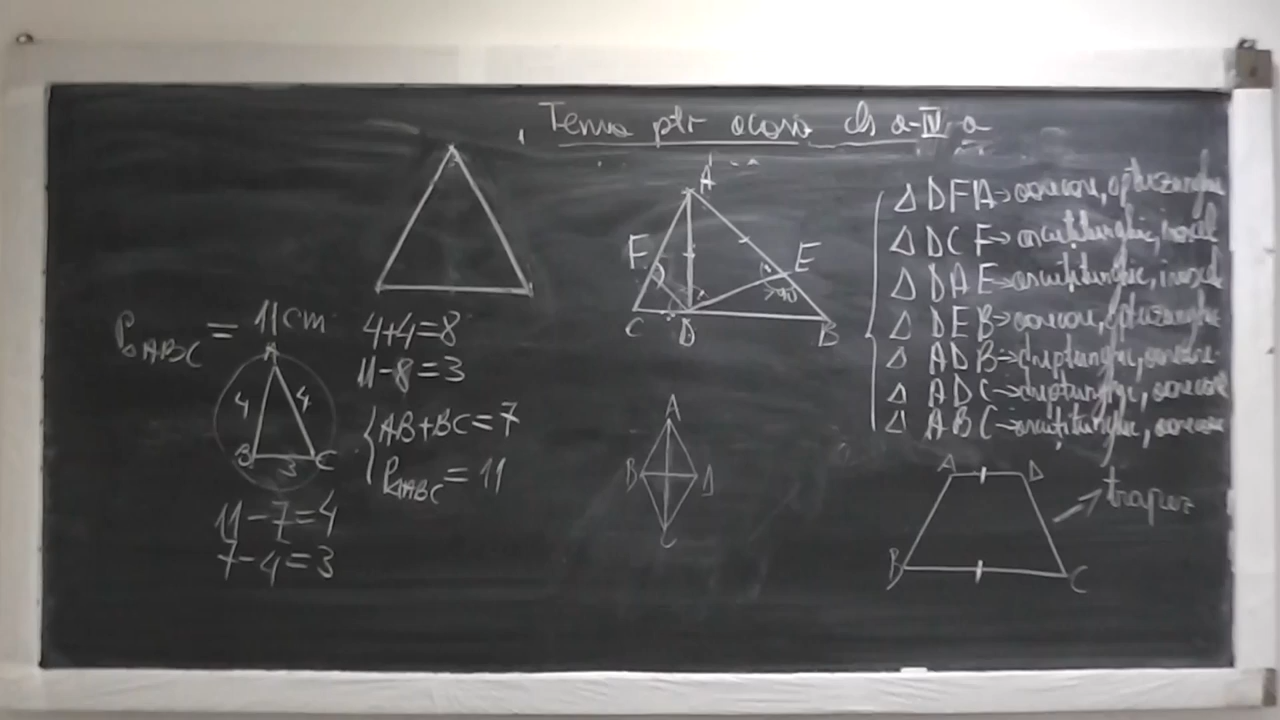 Tema ptr acasă cls a-IV-a
P△ABC = 11cm
A
4 4
B 3 C
11-7=4
7-4=3
4+4=8
11-8=3
AB+BC=7
P△ABC=11
A
F E
>90°
C D B
A
B D
C
△ DFA→oarecare, obtuzunghic
△ DCF→ascuțitunghic, isoscel
△ DAE→ascuțitunghic, isoscel
△ DEB→oarecare, obtuzunghic
△ ADB→dreptunghic, oarecare
△ ADC→dreptunghic, oarecare
△ ABC→ascuțitunghic, oarecare
A D
trapez
B C